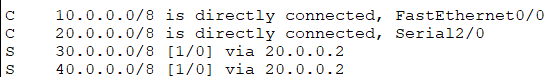 C    10.0.0.0/8 is directly connected, FastEthernet0/0
C    20.0.0.0/8 is directly connected, Serial2/0
S    30.0.0.0/8 [1/0] via 20.0.0.2
S    40.0.0.0/8 [1/0] via 20.0.0.2